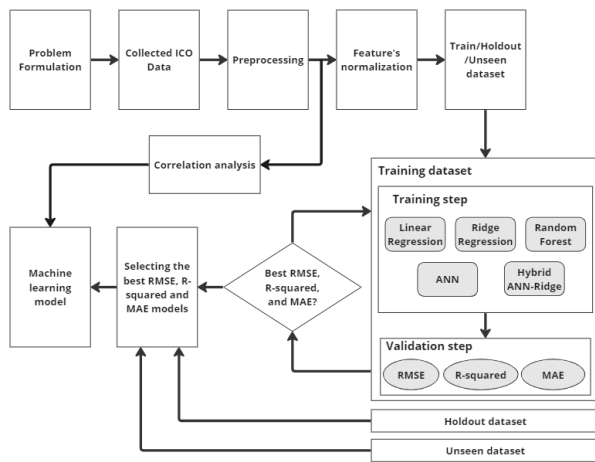 Problem
Formulation
Collected ICO
Data
Preprocessing
Feature's
normalization
Train/Holdout
/Unseen
dataset
Correlation analysis
Training dataset
Training step
Linear
Regression
Ridge
Regression
Random
Forest
ANN
Hybrid
ANN-Ridge
Machine
learning
model
Selecting the
best RMSE, R-
squared and
MAE models
Best RMSE,
R-squared,
and MAE?
Validation step
RMSE
R-squared
MAE
Holdout dataset
Unseen dataset